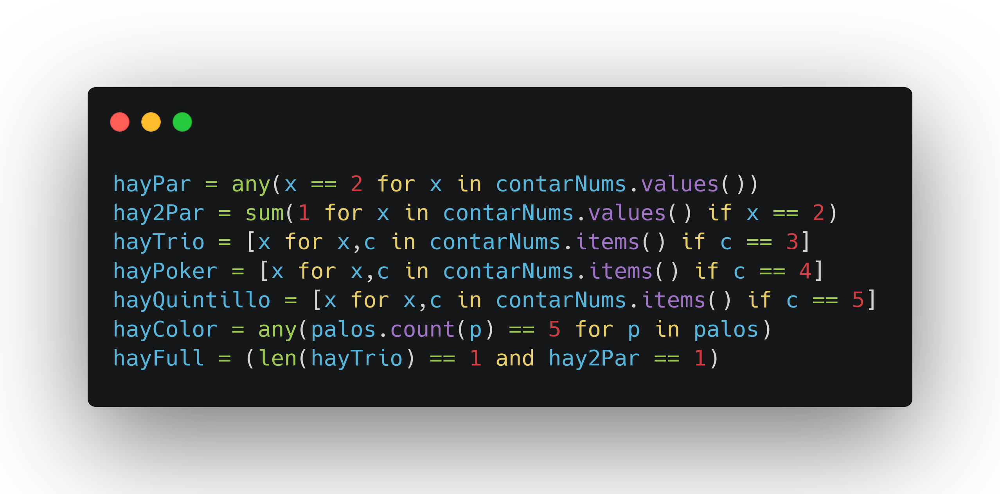 hayPar = any(x == 2 for x in contarNums.values())
hay2Par = sum(1 for x in contarNums.values() if x == 2)
hayTrio = [x for x,c in contarNums.items() if c == 3]
hayPoker = [x for x,c in contarNums.items() if c == 4]
hayQuintillo = [x for x,c in contarNums.items() if c == 5]
hayColor = any(palos.count(p) == 5 for p in palos)
hayFull = (len(hayTrio) == 1 and hay2Par == 1)